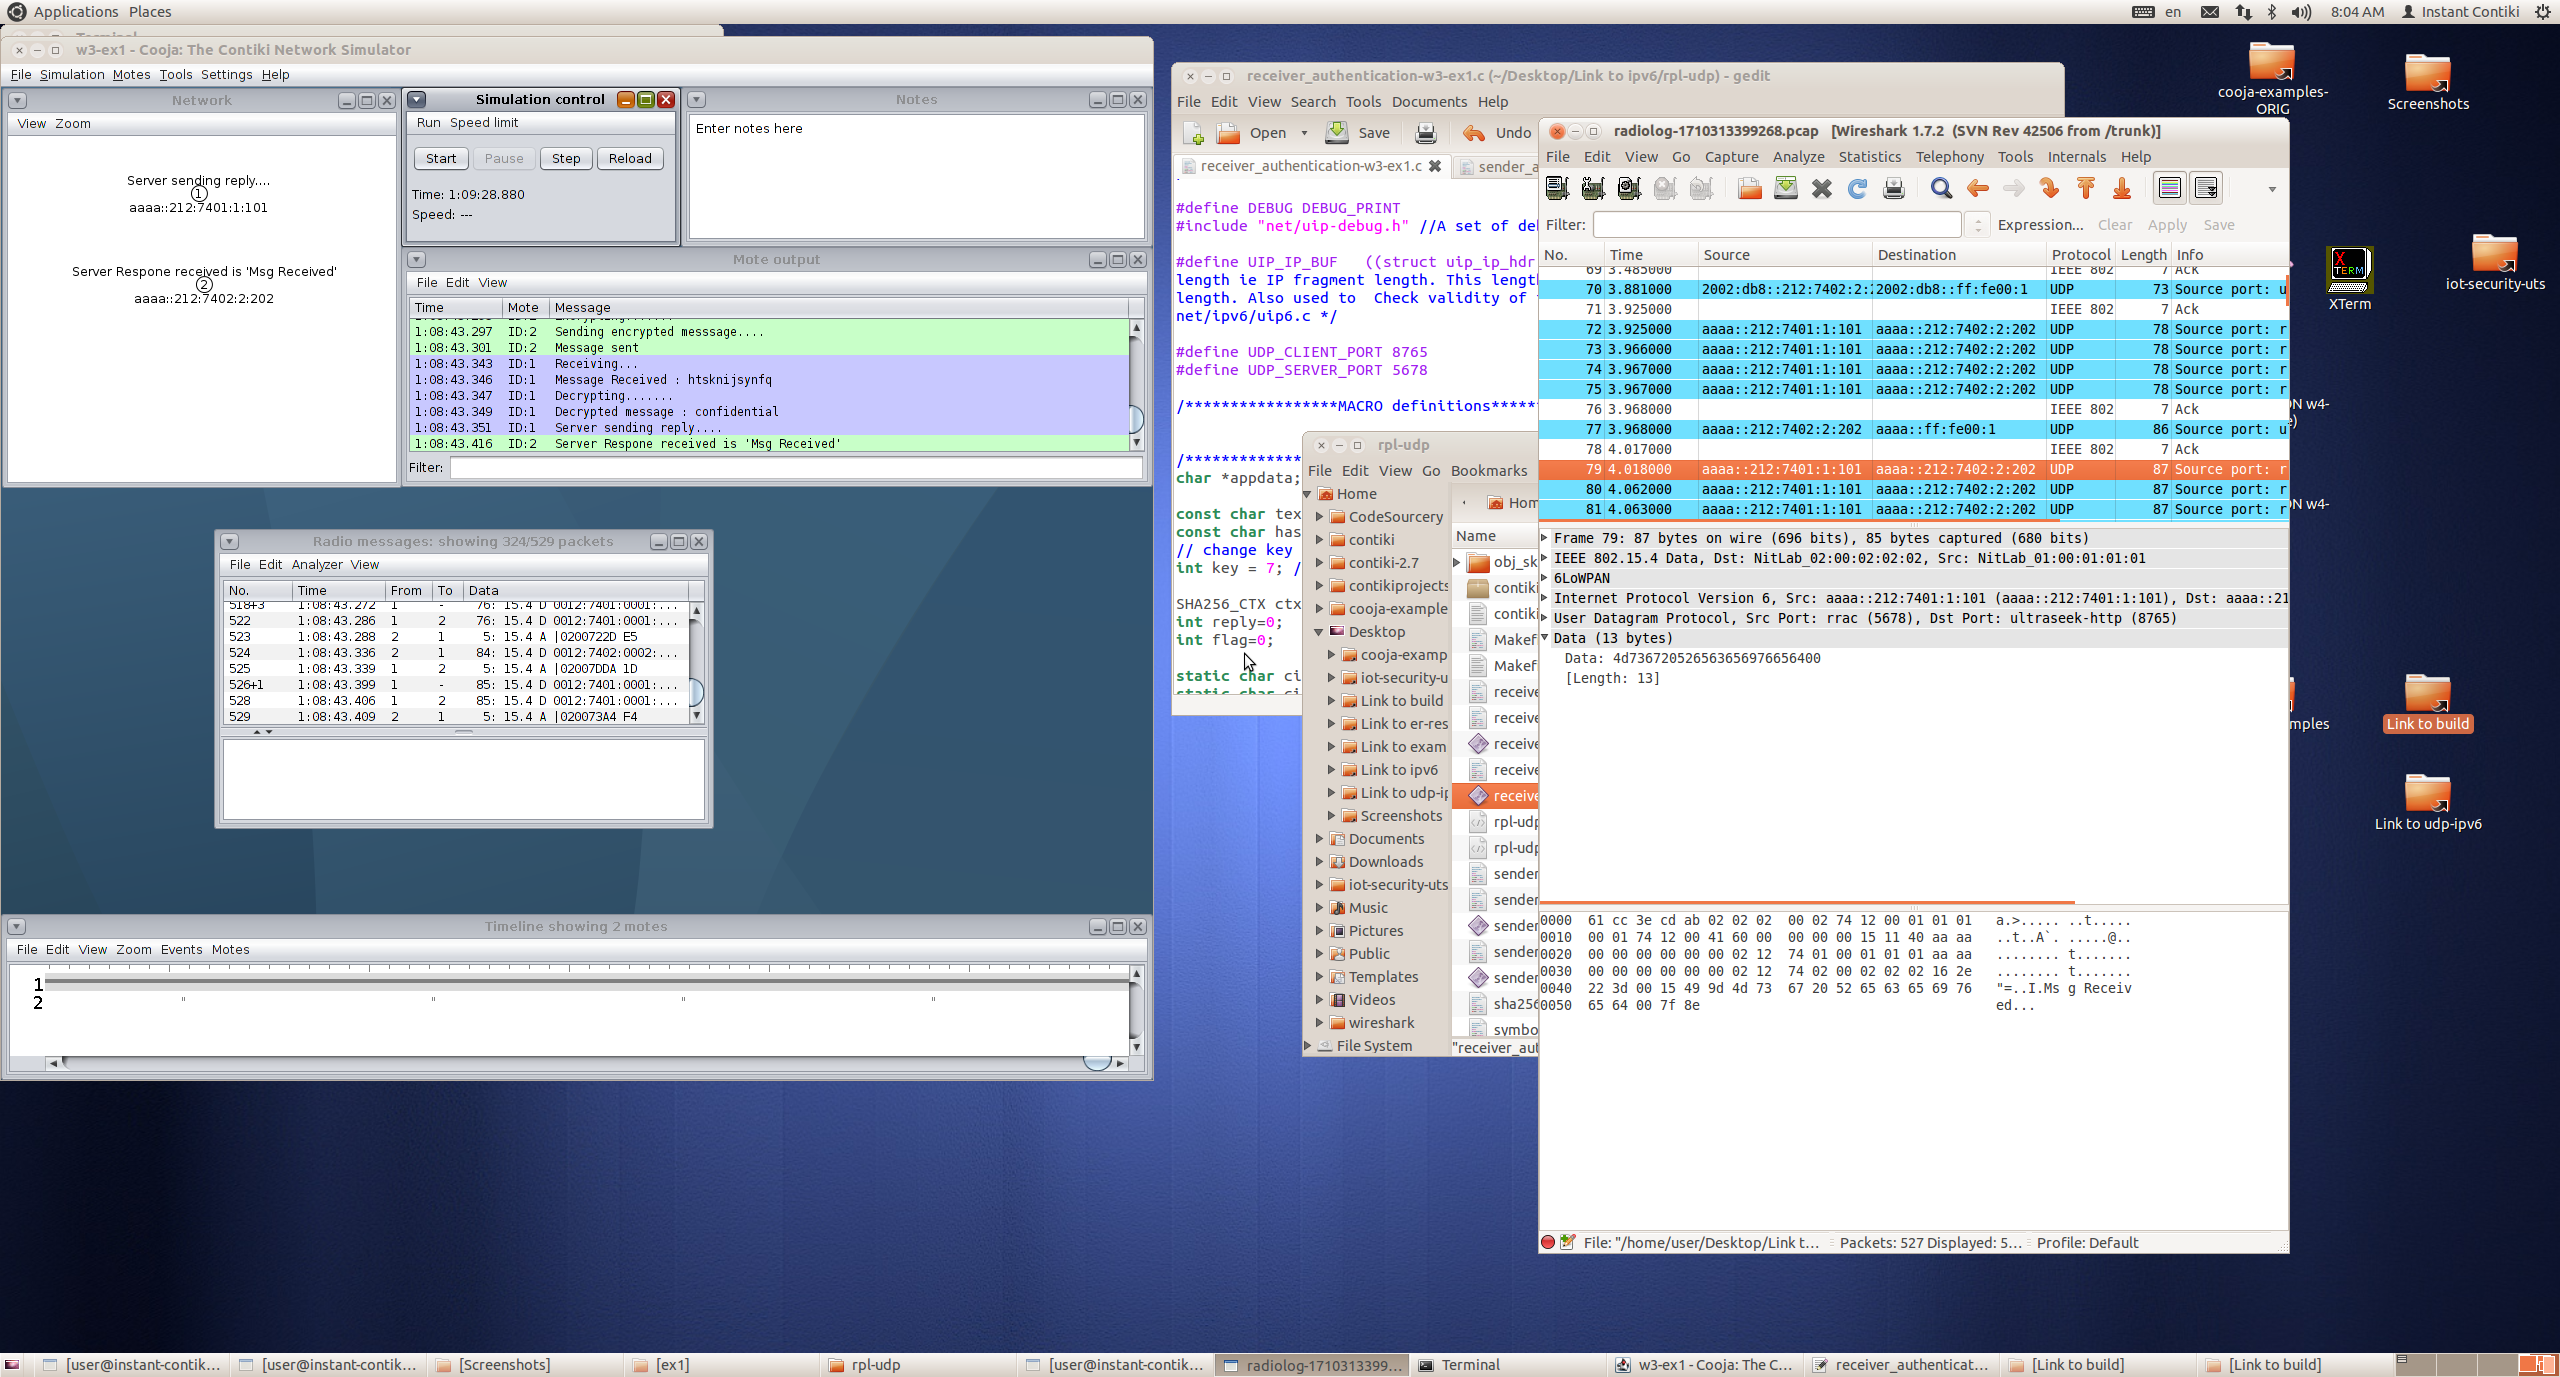 Applications Places
en 8:04 AM Instant Contiki
w3-ex1 - Cooja: The Contiki Network Simulator
File Simulation Motes Tools Settings Help
Network
View Zoom
Server sending reply....
1
aaaa::212:7401:1:101
Server Respone received is 'Msg Received'
2
aaaa::212:7402:2:202
Simulation control
Run Speed limit
Start Pause Step Reload
Time: 1:09:28.880
Speed: ---
Notes
Enter notes here
Mote output
File Edit View
Time Mote Message
1:08:43.297 ID:2 Sending encrypted messsage....
1:08:43.301 ID:2 Message sent
1:08:43.343 ID:1 Receiving...
1:08:43.346 ID:1 Message Received : htsknijsynfq
1:08:43.347 ID:1 Decrypting.......
1:08:43.349 ID:1 Decrypted message : confidential
1:08:43.351 ID:1 Server sending reply....
1:08:43.416 ID:2 Server Respone received is 'Msg Received'
Filter:
Radio messages: showing 324/529 packets
File Edit Analyzer View
No. Time From To Data
518+3 1:08:43.272 1 - 76: 15.4 D 0012:7401:0001:...
522 1:08:43.286 1 2 76: 15.4 D 0012:7401:0001:...
523 1:08:43.288 2 1 5: 15.4 A |0200722D E5
524 1:08:43.336 2 1 84: 15.4 D 0012:7402:0002:...
525 1:08:43.339 1 2 5: 15.4 A |02007DDA 1D
526+1 1:08:43.399 1 - 85: 15.4 D 0012:7401:0001:...
528 1:08:43.406 1 2 85: 15.4 D 0012:7401:0001:...
529 1:08:43.409 2 1 5: 15.4 A |020073A4 F4
Timeline showing 2 motes
File Edit View Zoom Events Motes
1
2
receiver_authentication-w3-ex1.c (~/Desktop/Link to ipv6/rpl-udp) - gedit
File Edit View Search Tools Documents Help
Open Save Undo
receiver_authentication-w3-ex1.c sender_a
#define DEBUG DEBUG_PRINT
#include "net/uip-debug.h" //A set of de
#define UIP_IP_BUF ((struct uip_ip_hdr
length ie IP fragment length. This lengt
length. Also used to Check validity of
net/ipv6/uip6.c */
#define UDP_CLIENT_PORT 8765
#define UDP_SERVER_PORT 5678
/*****************MACRO definitions*****
/*************
char *appdata;
const char tex
const char has
// change key
int key = 7; /
SHA256_CTX ctx
int reply=0;
int flag=0;
static char ci
rpl-udp
File Edit View Go Bookmarks
Home
CodeSourcery
contiki
contiki-2.7
contikiprojects
cooja-example
Desktop
cooja-examp
iot-security-u
Link to build
Link to er-res
Link to exam
Link to ipv6
Link to udp-ip
Screenshots
Documents
Downloads
iot-security-uts
Music
Pictures
Public
Templates
Videos
wireshark
File System
Hom
Name
obj_sk
contiki
contiki
Makef
Makef
receive
receive
receive
receive
receive
rpl-udp
rpl-udp
sender
sender
sender
sender
sender
sha256
symbo
"receiver_aut
radiolog-1710313399268.pcap [Wireshark 1.7.2 (SVN Rev 42506 from /trunk)]
File Edit View Go Capture Analyze Statistics Telephony Tools Internals Help
Filter: Expression... Clear Apply Save
No. Time Source Destination Protocol Length Info
69 3.485000 IEEE 802 7 Ack
70 3.881000 2002:db8::212:7402:2: 2002:db8::ff:fe00:1 UDP 73 Source port: u
71 3.925000 IEEE 802 7 Ack
72 3.925000 aaaa::212:7401:1:101 aaaa::212:7402:2:202 UDP 78 Source port: r
73 3.966000 aaaa::212:7401:1:101 aaaa::212:7402:2:202 UDP 78 Source port: r
74 3.967000 aaaa::212:7401:1:101 aaaa::212:7402:2:202 UDP 78 Source port: r
75 3.967000 aaaa::212:7401:1:101 aaaa::212:7402:2:202 UDP 78 Source port: r
76 3.968000 IEEE 802 7 Ack
77 3.968000 aaaa::212:7402:2:202 aaaa::ff:fe00:1 UDP 86 Source port: u
78 4.017000 IEEE 802 7 Ack
79 4.018000 aaaa::212:7401:1:101 aaaa::212:7402:2:202 UDP 87 Source port: r
80 4.062000 aaaa::212:7401:1:101 aaaa::212:7402:2:202 UDP 87 Source port: r
81 4.063000 aaaa::212:7401:1:101 aaaa::212:7402:2:202 UDP 87 Source port: r
Frame 79: 87 bytes on wire (696 bits), 85 bytes captured (680 bits)
IEEE 802.15.4 Data, Dst: NitLab_02:00:02:02:02, Src: NitLab_01:00:01:01:01
6LoWPAN
Internet Protocol Version 6, Src: aaaa::212:7401:1:101 (aaaa::212:7401:1:101), Dst: aaaa::21
User Datagram Protocol, Src Port: rrac (5678), Dst Port: ultraseek-http (8765)
Data (13 bytes)
Data: 4d736720526563656976656400
[Length: 13]
0000 61 cc 3e cd ab 02 02 02 00 02 74 12 00 01 01 01 a.>..... ..t.....
0010 00 01 74 12 00 41 60 00 00 00 00 15 11 40 aa aa ..t..A`. .....@..
0020 00 00 00 00 00 00 02 12 74 01 00 01 01 01 aa aa ........ t.......
0030 00 00 00 00 00 00 02 12 74 02 00 02 02 02 16 2e ........ t.......
0040 22 3d 00 15 49 9d 4d 73 67 20 52 65 63 65 69 76 "=..I.Ms g Receiv
0050 65 64 00 7f 8e ed...
File: "/home/user/Desktop/Link t... Packets: 527 Displayed: 5... Profile: Default
cooja-examples-
ORIG
Screenshots
XTerm
iot-security-uts
N w4-
N w4-
mples
Link to build
Link to udp-ipv6
[user@instant-contik... [user@instant-contik... [Screenshots] [ex1] rpl-udp [user@instant-contik... radiolog-1710313399... Terminal w3-ex1 - Cooja: The C... receiver_authenticat... [Link to build] [Link to build]